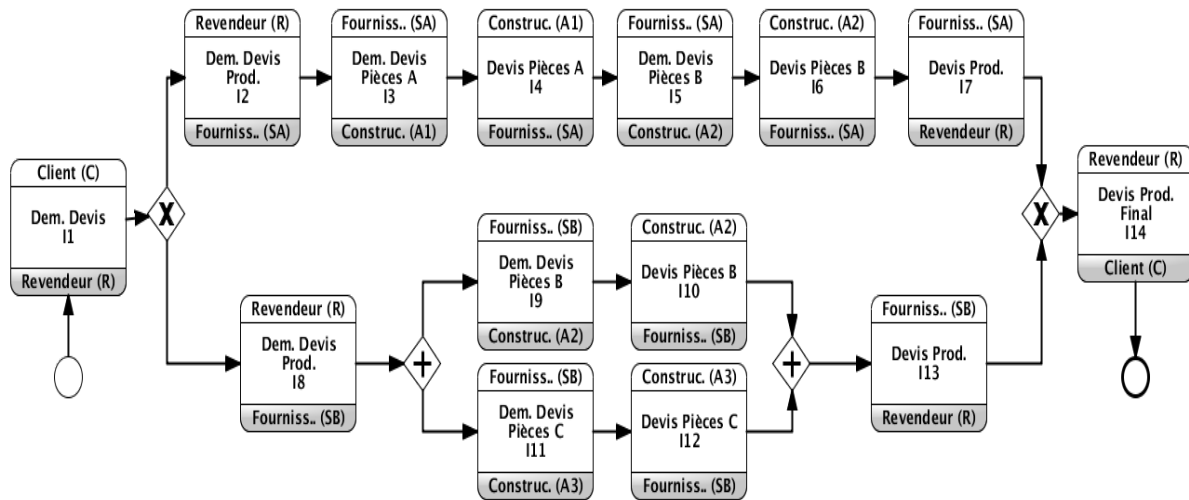 Client (C)
Dem. Devis
I1
Revendeur (R)
Revendeur (R)
Dem. Devis
Prod.
I2
Fourniss.. (SA)
Fourniss.. (SA)
Dem. Devis
Pièces A
I3
Construc. (A1)
Construc. (A1)
Devis Pièces A
I4
Fourniss.. (SA)
Fourniss.. (SA)
Dem. Devis
Pièces B
I5
Construc. (A2)
Construc. (A2)
Devis Pièces B
I6
Fourniss.. (SA)
Fourniss.. (SA)
Devis Prod.
I7
Revendeur (R)
Revendeur (R)
Dem. Devis
Prod.
I8
Fourniss.. (SB)
Fourniss.. (SB)
Dem. Devis
Pièces B
I9
Construc. (A2)
Construc. (A2)
Devis Pièces B
I10
Fourniss.. (SB)
Fourniss.. (SB)
Dem. Devis
Pièces C
I11
Construc. (A3)
Construc. (A3)
Devis Pièces C
I12
Fourniss.. (SB)
Fourniss.. (SB)
Devis Prod.
I13
Revendeur (R)
Revendeur (R)
Devis Prod.
Final
I14
Client (C)